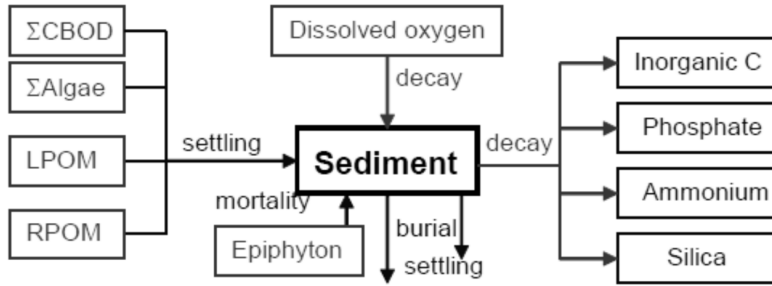 ΣCBOD
ΣAlgae
LPOM
RPOM
settling
Dissolved oxygen
decay
Sediment
mortality
Epiphyton
burial
settling
decay
Inorganic C
Phosphate
Ammonium
Silica